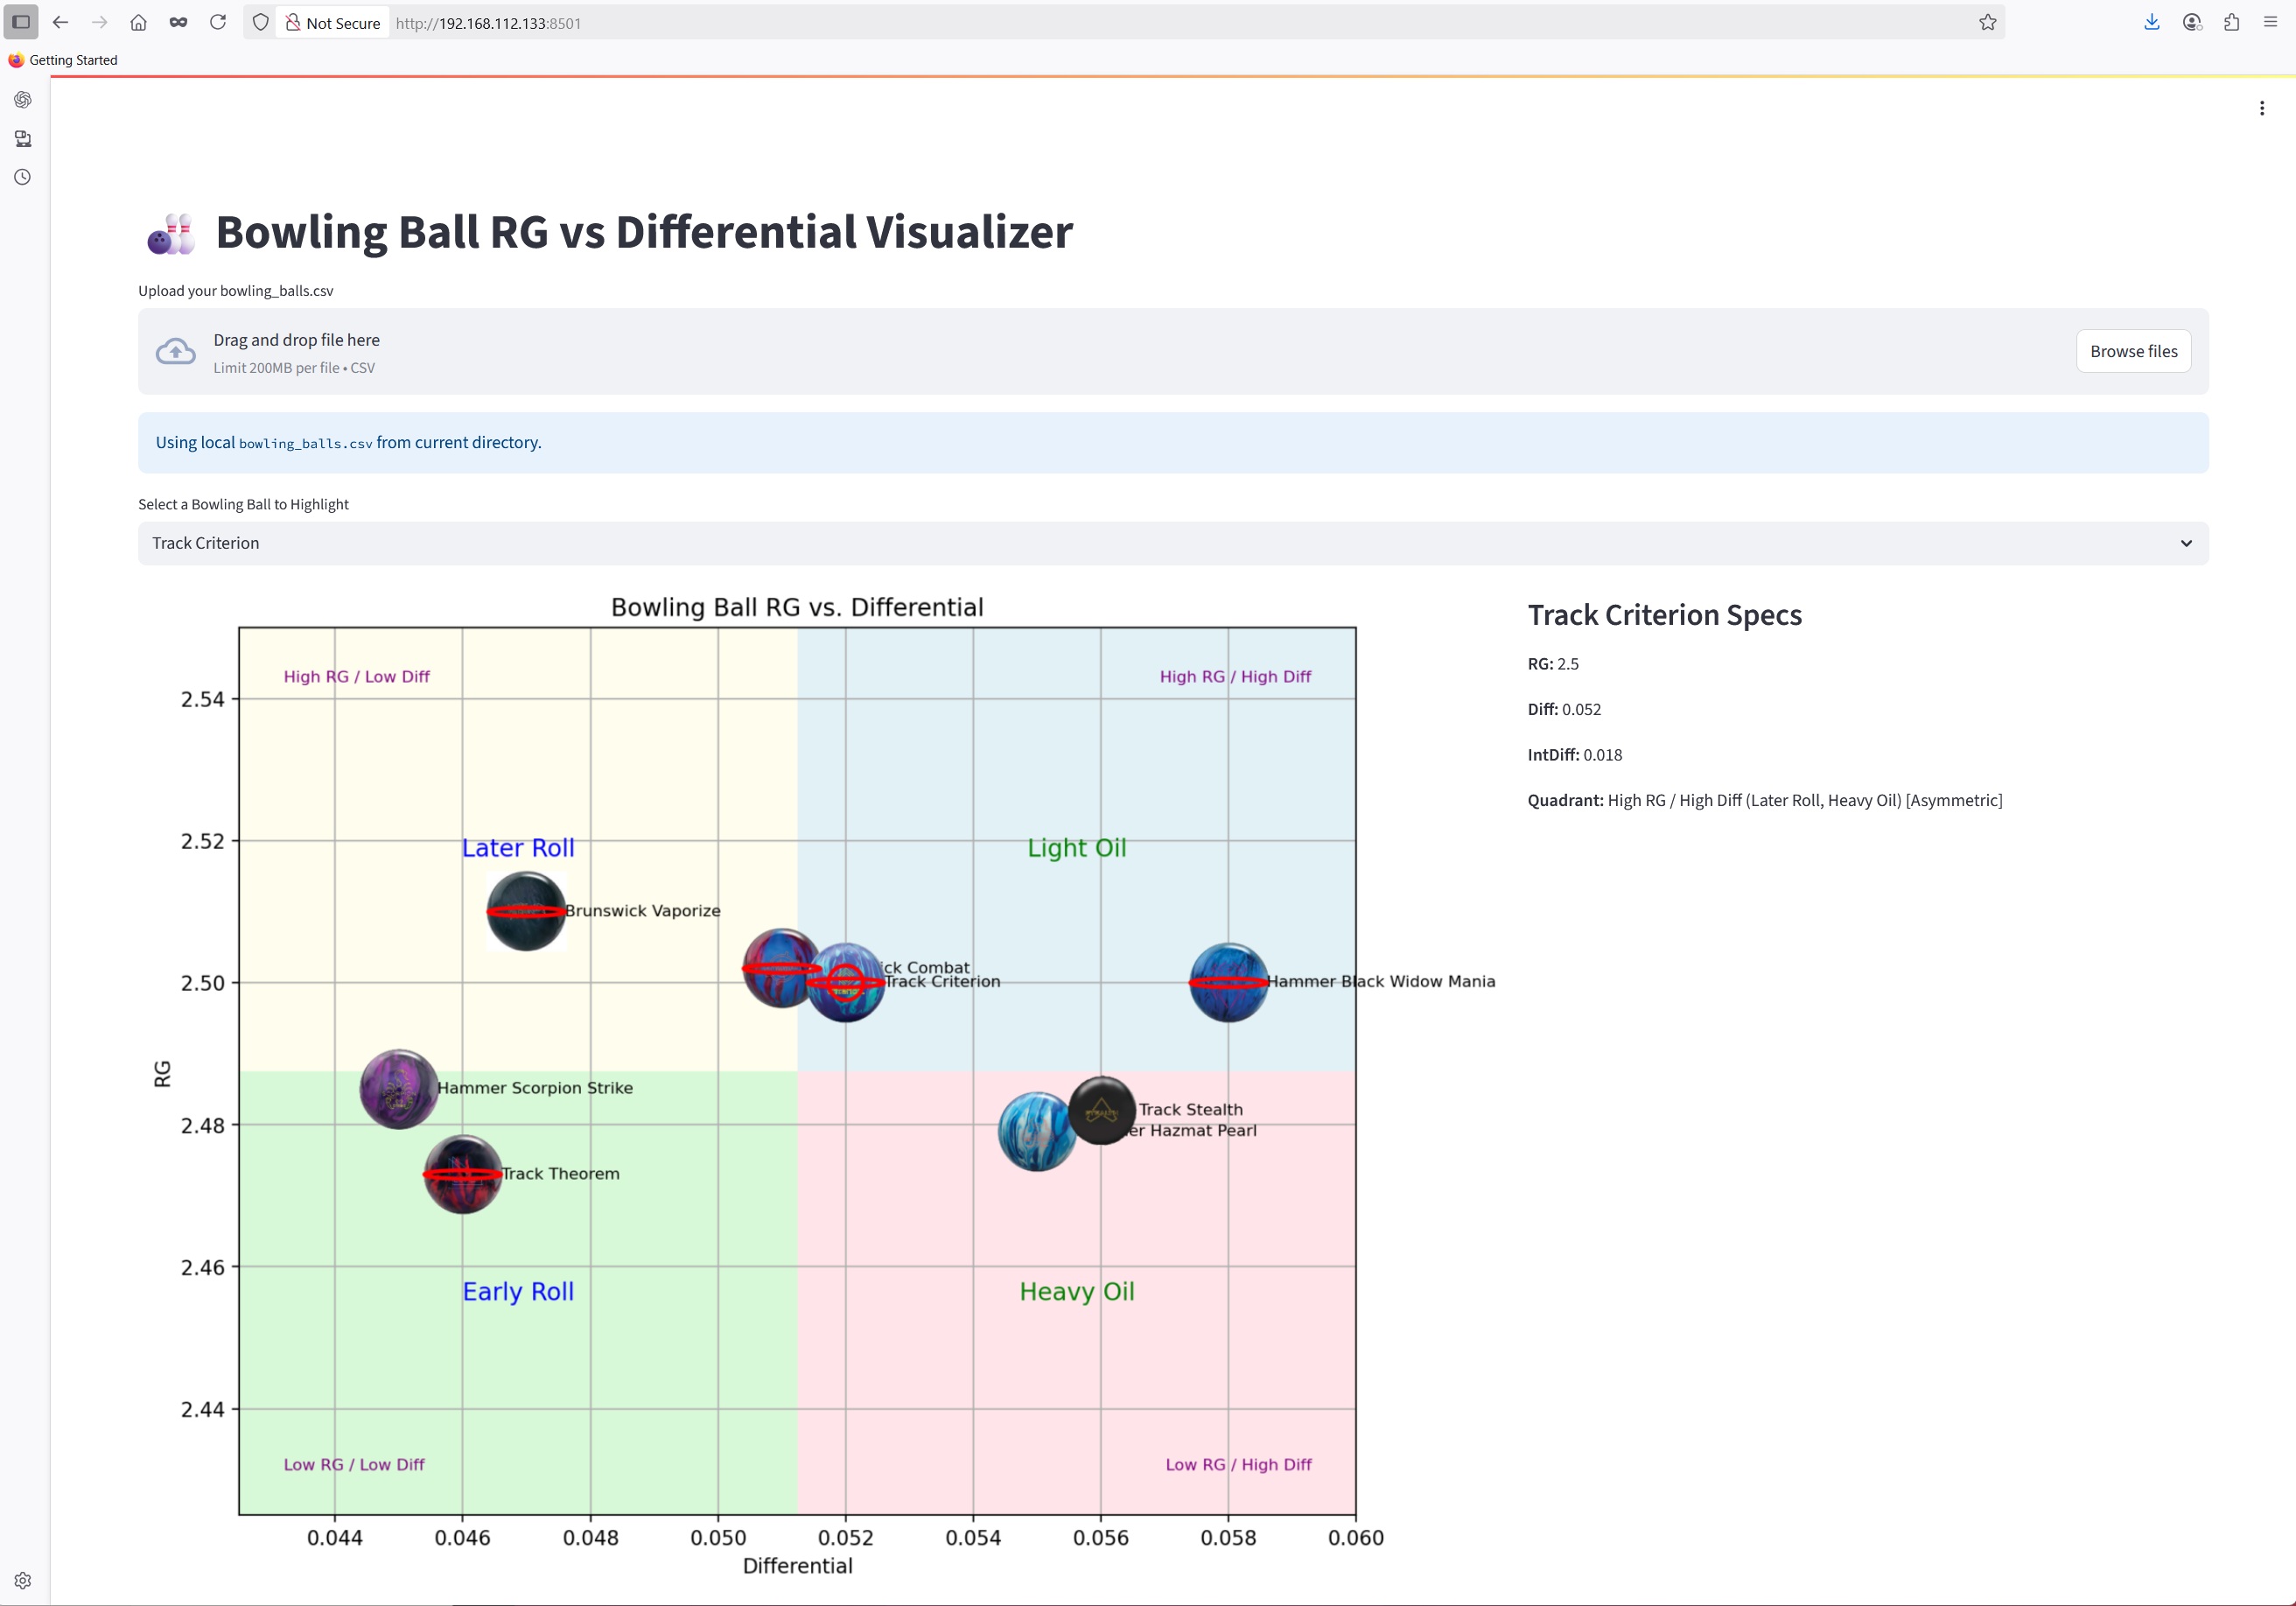 Not Secure http://192.168.112.133:8501
Getting Started
Bowling Ball RG vs Differential Visualizer
Upload your bowling_balls.csv
Drag and drop file here
Limit 200MB per file • CSV
Browse files
Using local bowling_balls.csv from current directory.
Select a Bowling Ball to Highlight
Track Criterion
Bowling Ball RG vs. Differential
High RG / Low Diff
High RG / High Diff
2.54
2.52
2.50
2.48
2.46
2.44
RG
Later Roll
Light Oil
Brunswick Vaporize
ck Combat
Track Criterion
Hammer Black Widow Mania
Hammer Scorpion Strike
Track Stealth
er Hazmat Pearl
Track Theorem
Early Roll
Heavy Oil
Low RG / Low Diff
Low RG / High Diff
0.044 0.046 0.048 0.050 0.052 0.054 0.056 0.058 0.060
Differential
Track Criterion Specs
RG: 2.5
Diff: 0.052
IntDiff: 0.018
Quadrant: High RG / High Diff (Later Roll, Heavy Oil) [Asymmetric]